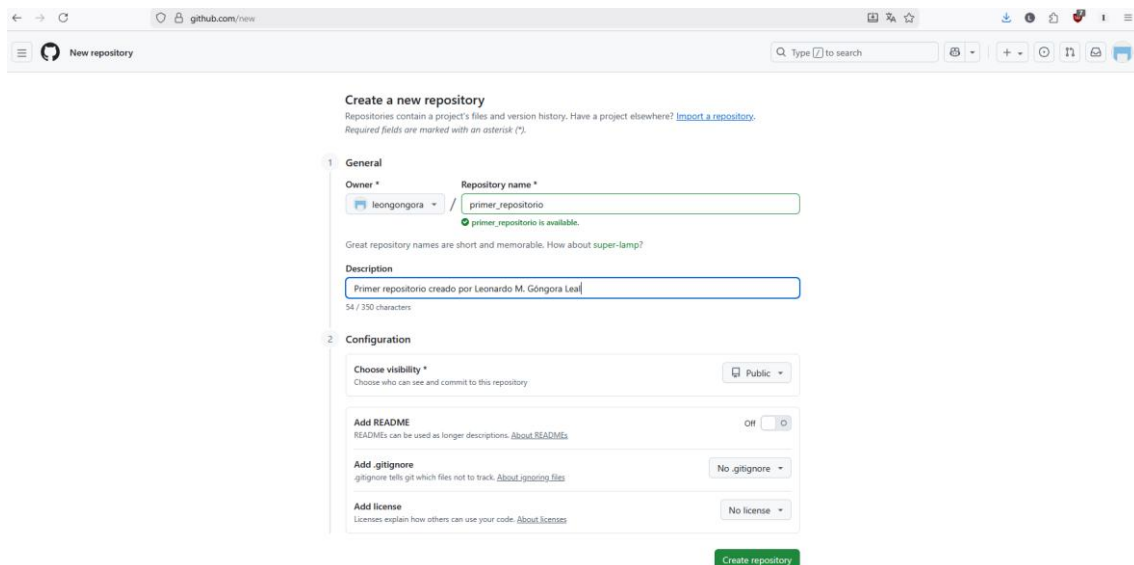 github.com/new
New repository
Type / to search
Create a new repository
Repositories contain a project's files and version history. Have a project elsewhere? Import a repository.
Required fields are marked with an asterisk (*).
1 General
Owner * Repository name *
leongongora / primer_repositorio
primer_repositorio is available.
Great repository names are short and memorable. How about super-lamp?
Description
Primer repositorio creado por Leonardo M. Góngora Leal
54 / 350 characters
2 Configuration
Choose visibility * Public
Choose who can see and commit to this repository
Add README Off
READMEs can be used as longer descriptions. About READMEs
Add .gitignore No .gitignore
.gitignore tells git which files not to track. About ignoring files
Add license No license
Licenses explain how others can use your code. About licenses
Create repository